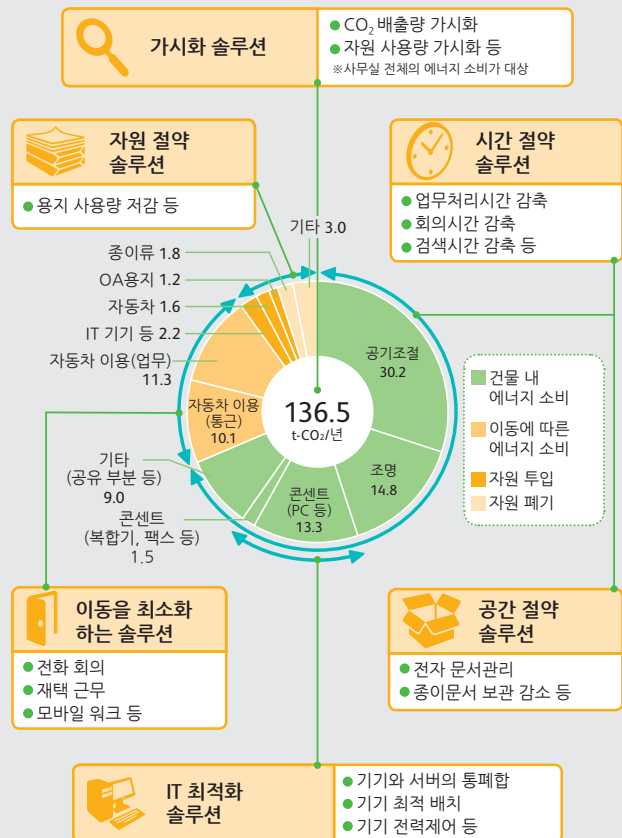 가시화 솔루션
● CO₂ 배출량 가시화
● 자원 사용량 가시화 등
※사무실 전체의 에너지 소비가 대상
자원 절약
솔루션
● 용지 사용량 저감 등
시간 절약
솔루션
● 업무처리시간 감축
● 회의시간 감축
● 검색시간 감축 등
기타 3.0
종이류 1.8
OA용지 1.2
자동차 1.6
IT 기기 등 2.2
자동차 이용(업무)
11.3
자동차 이용
(통근)
10.1
기타
(공유 부분 등)
9.0
콘센트
(복합기, 팩스 등)
1.5
콘센트
(PC 등)
13.3
조명
14.8
공기조절
30.2
136.5
t-CO₂/년
건물 내
에너지 소비
이동에 따른
에너지 소비
자원 투입
자원 폐기
이동을 최소화
하는 솔루션
● 전화 회의
● 재택 근무
● 모바일 워크 등
공간 절약
솔루션
● 전자 문서관리
● 종이문서 보관 감소 등
IT 최적화
솔루션
● 기기와 서버의 통폐합
● 기기 최적 배치
● 기기 전력제어 등